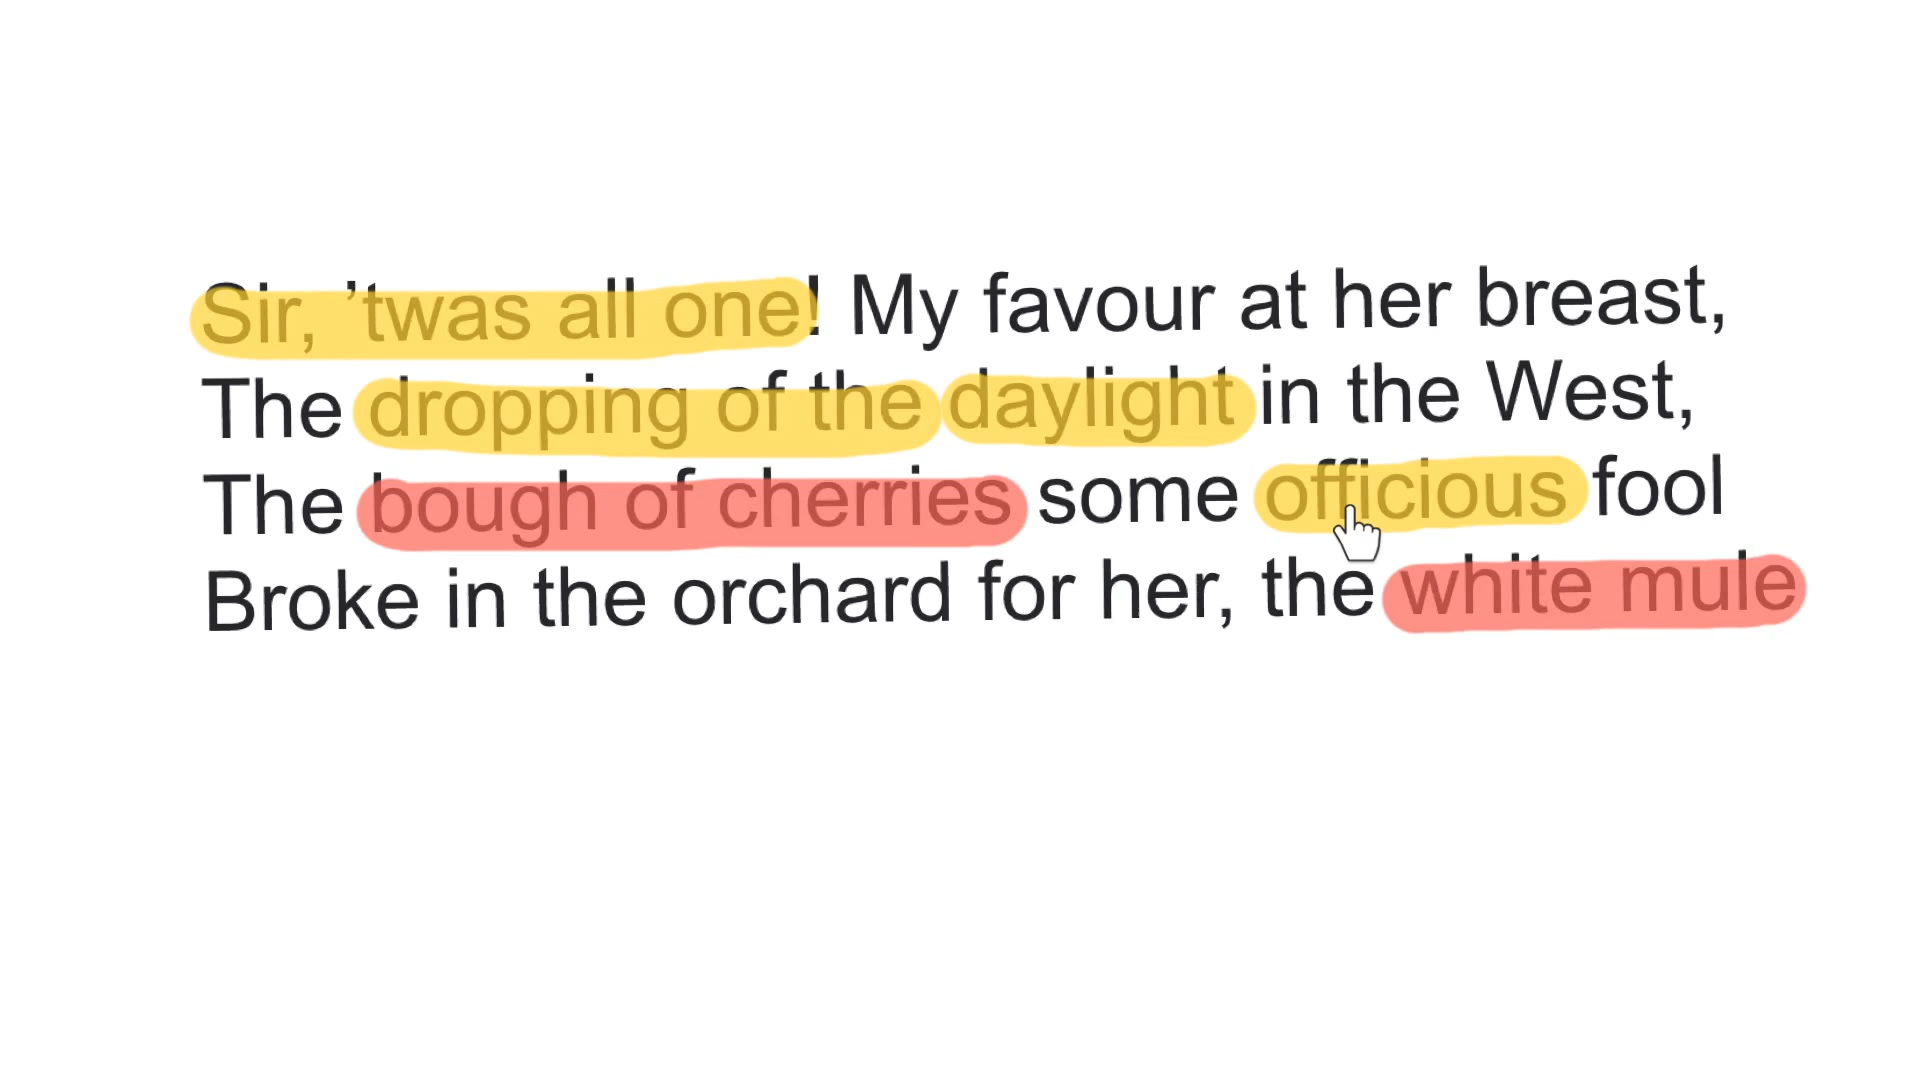 Sir, ’twas all one! My favour at her breast,
The dropping of the daylight in the West,
The bough of cherries some officious fool
Broke in the orchard for her, the white mule